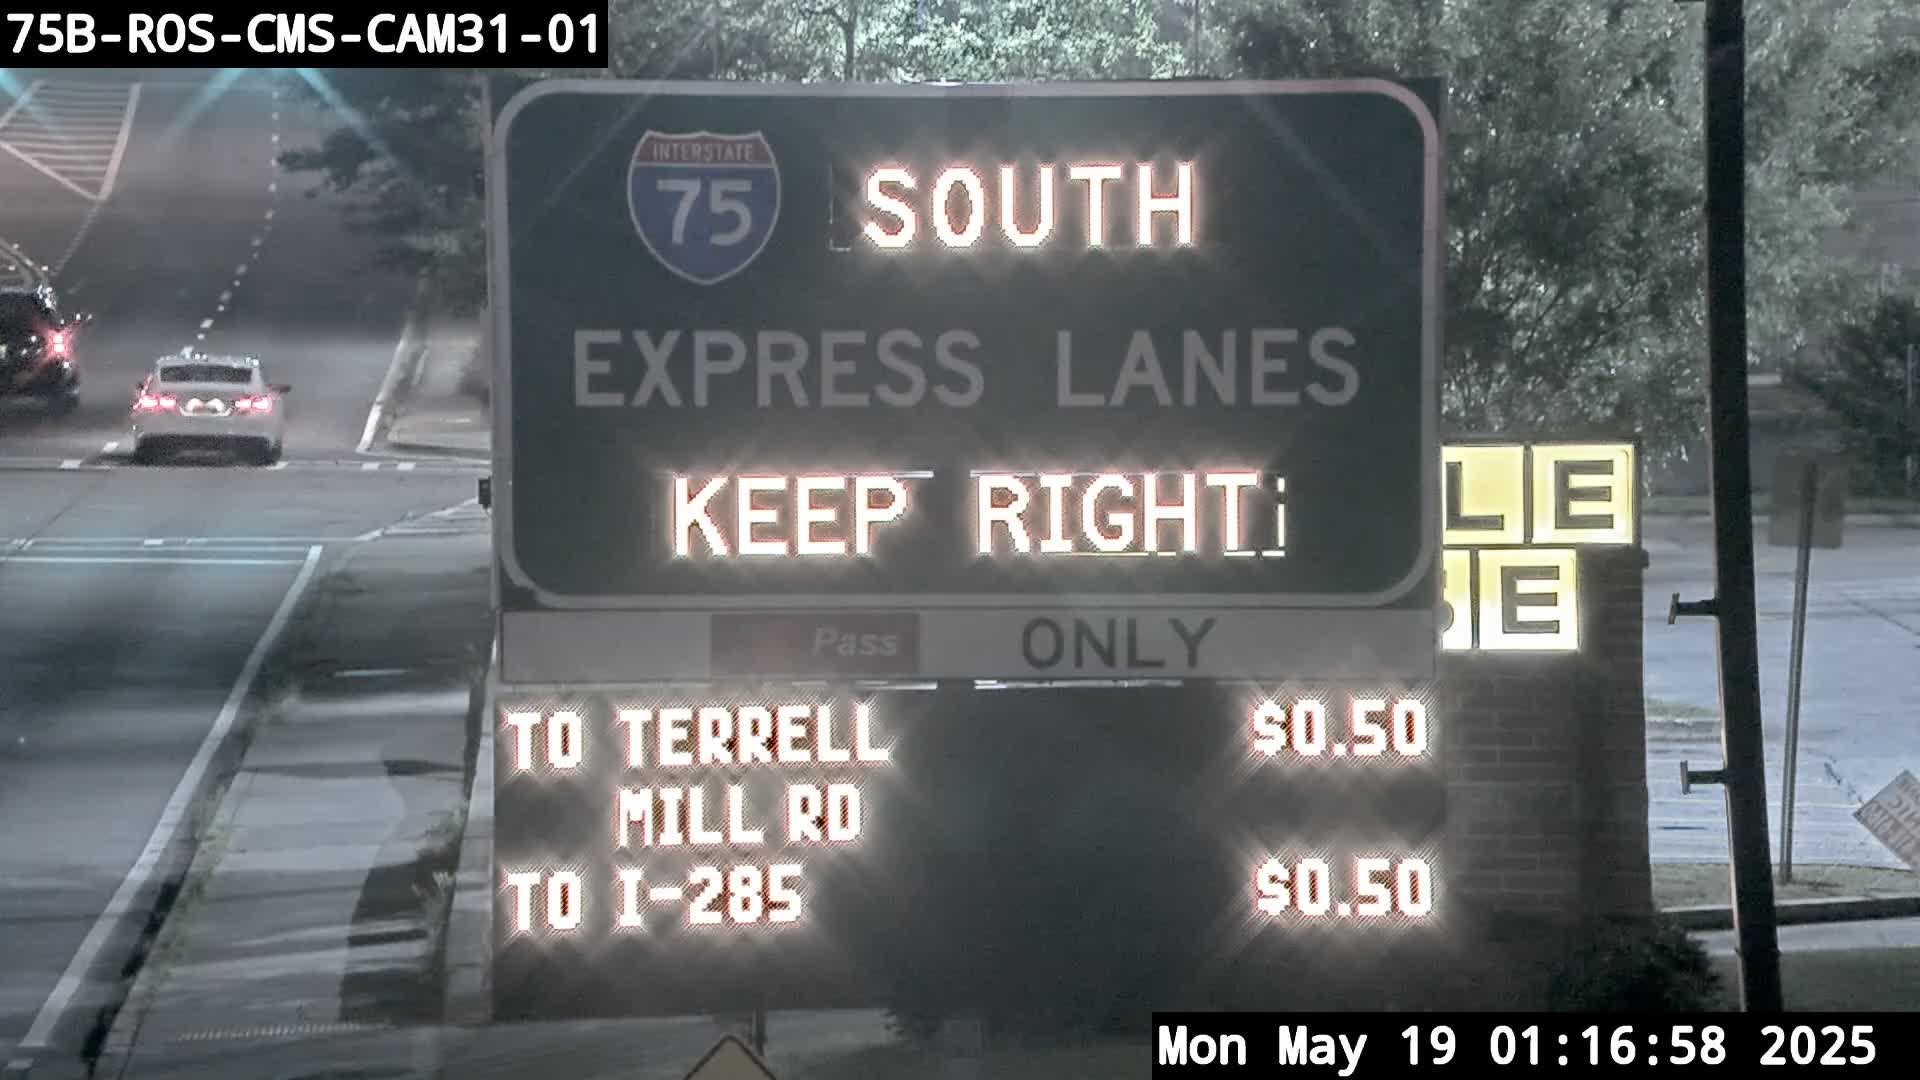 75B-ROS-CMS-CAM31-01
INTERSTATE
75
SOUTH
EXPRESS LANES
KEEP RIGHT
Pass ONLY
TO TERRELL $0.50
MILL RD
TO I-285 $0.50
LE
SE
Mon May 19 01:16:58 2025